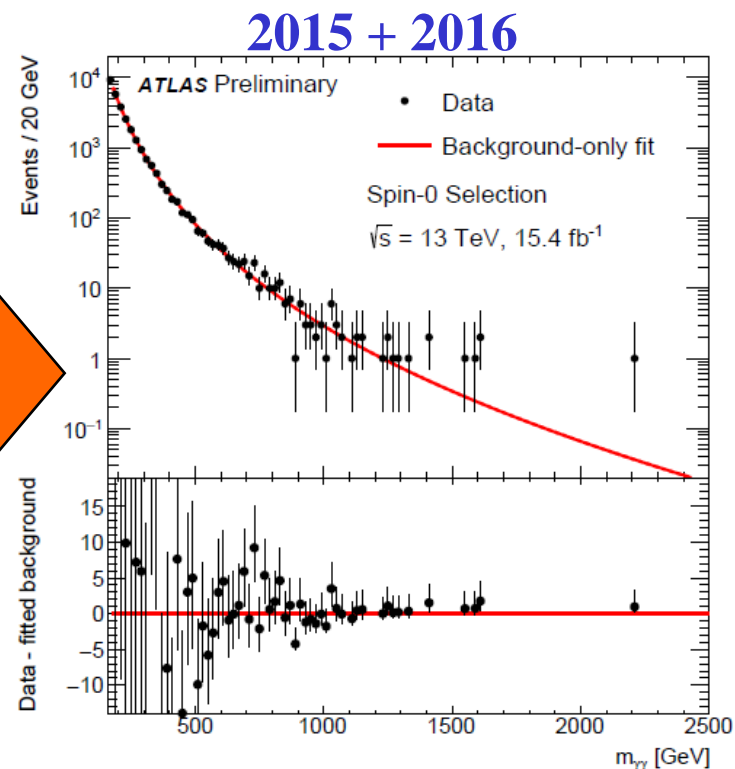 2015 + 2016
Events / 20 GeV
10⁴
10³
10²
10
1
10⁻¹
ATLAS Preliminary
Data
Background-only fit
Spin-0 Selection
√s = 13 TeV, 15.4 fb⁻¹
Data - fitted background
15
10
5
0
−5
−10
500 1000 1500 2000 2500
mγγ [GeV]